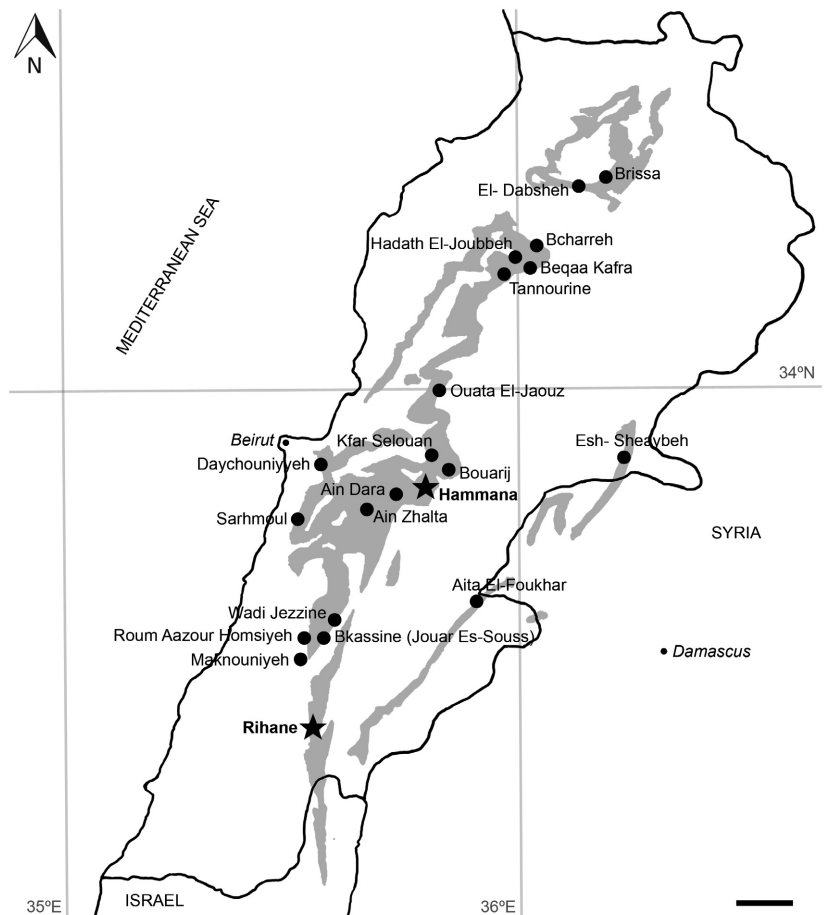 N
MEDITERRANEAN SEA
Brissa
El- Dabsheh
Hadath El-Joubbeh
Bcharreh
Beqaa Kafra
Tannourine
34ºN
Ouata El-Jaouz
Beirut
Kfar Selouan
Esh- Sheaybeh
Daychouniyyeh
Bouarij
Ain Dara
Hammana
Sarhmoul
Ain Zhalta
SYRIA
Aita El-Foukhar
Wadi Jezzine
Roum Aazour Homsiyeh
Bkassine (Jouar Es-Souss)
Maknouniyeh
Damascus
Rihane
ISRAEL
35ºE
36ºE